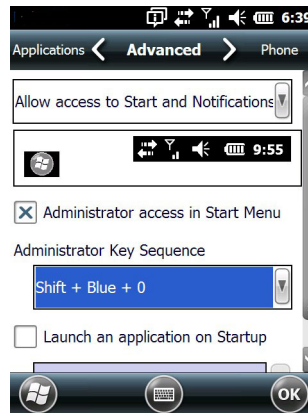 6:39
Applications Advanced Phone
Allow access to Start and Notifications
9:55
Administrator access in Start Menu
Administrator Key Sequence
Shift + Blue + 0
Launch an application on Startup
OK